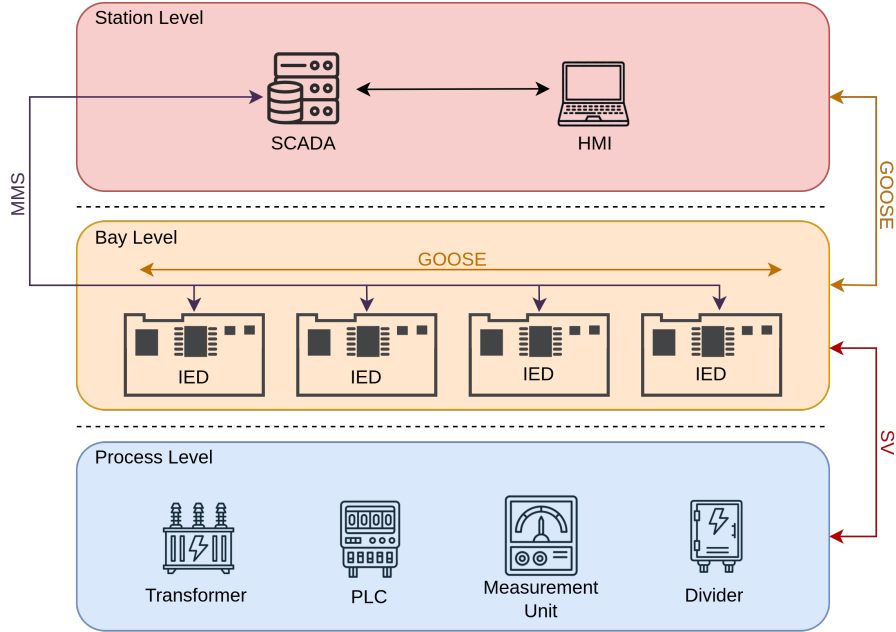 Station Level
SCADA
HMI
MMS
GOOSE
Bay Level
GOOSE
IED
IED
IED
IED
SV
Process Level
Transformer
PLC
Measurement
Unit
Divider